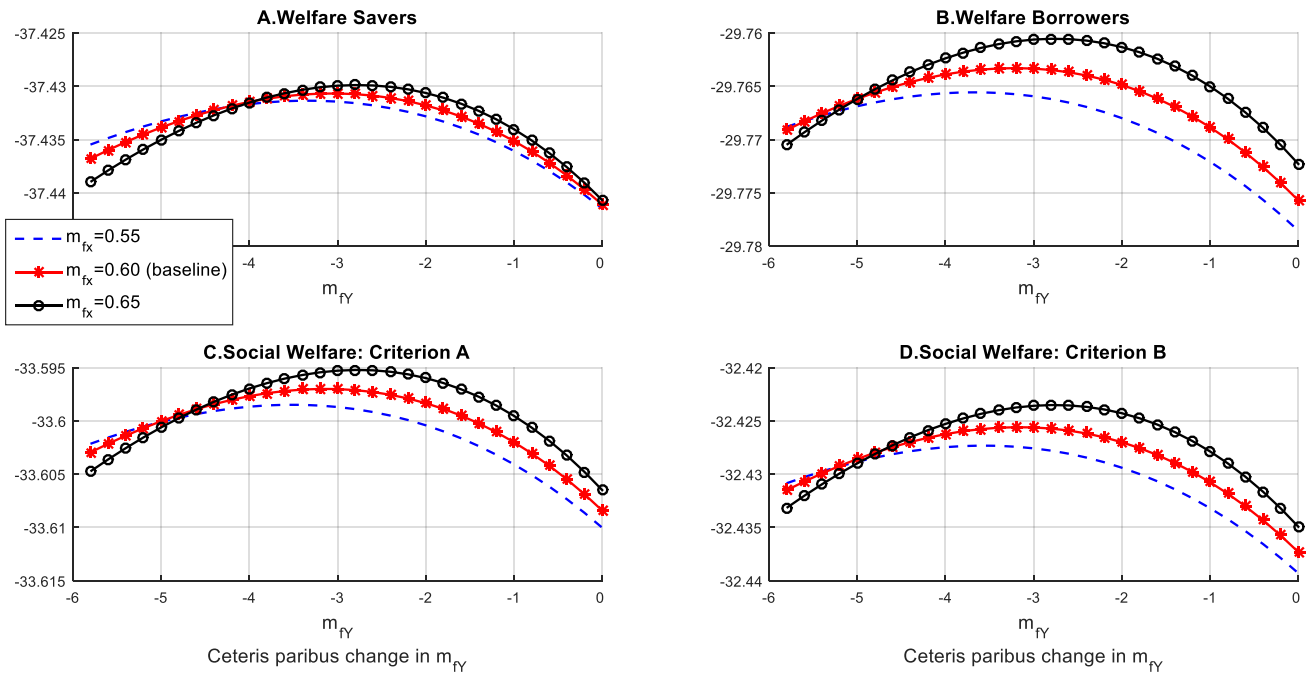 A.Welfare Savers
-37.425
-37.43
-37.435
-37.44
-4 -3 -2 -1 0
m_fY
B.Welfare Borrowers
-29.76
-29.765
-29.77
-29.775
-29.78
-6 -5 -4 -3 -2 -1 0
m_fY
m_fx=0.55
m_fx=0.60 (baseline)
m_fx=0.65
C.Social Welfare: Criterion A
-33.595
-33.6
-33.605
-33.61
-33.615
-6 -5 -4 -3 -2 -1 0
m_fY
Ceteris paribus change in m_fY
D.Social Welfare: Criterion B
-32.42
-32.425
-32.43
-32.435
-32.44
-6 -5 -4 -3 -2 -1 0
m_fY
Ceteris paribus change in m_fY